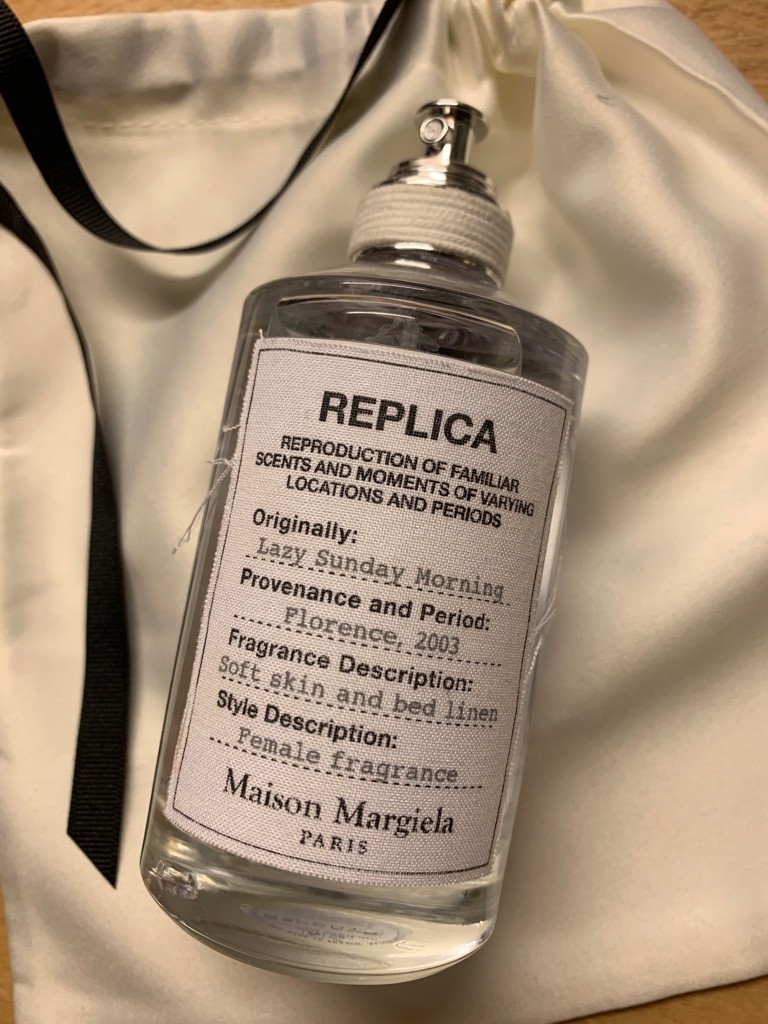 REPLICA
REPRODUCTION OF FAMILIAR
SCENTS AND MOMENTS OF VARYING
LOCATIONS AND PERIODS
Originally:
Lazy Sunday Morning
Provenance and Period:
Florence, 2003
Fragrance Description:
Soft skin and bed linen
Style Description:
Female fragrance
Maison Margiela
PARIS